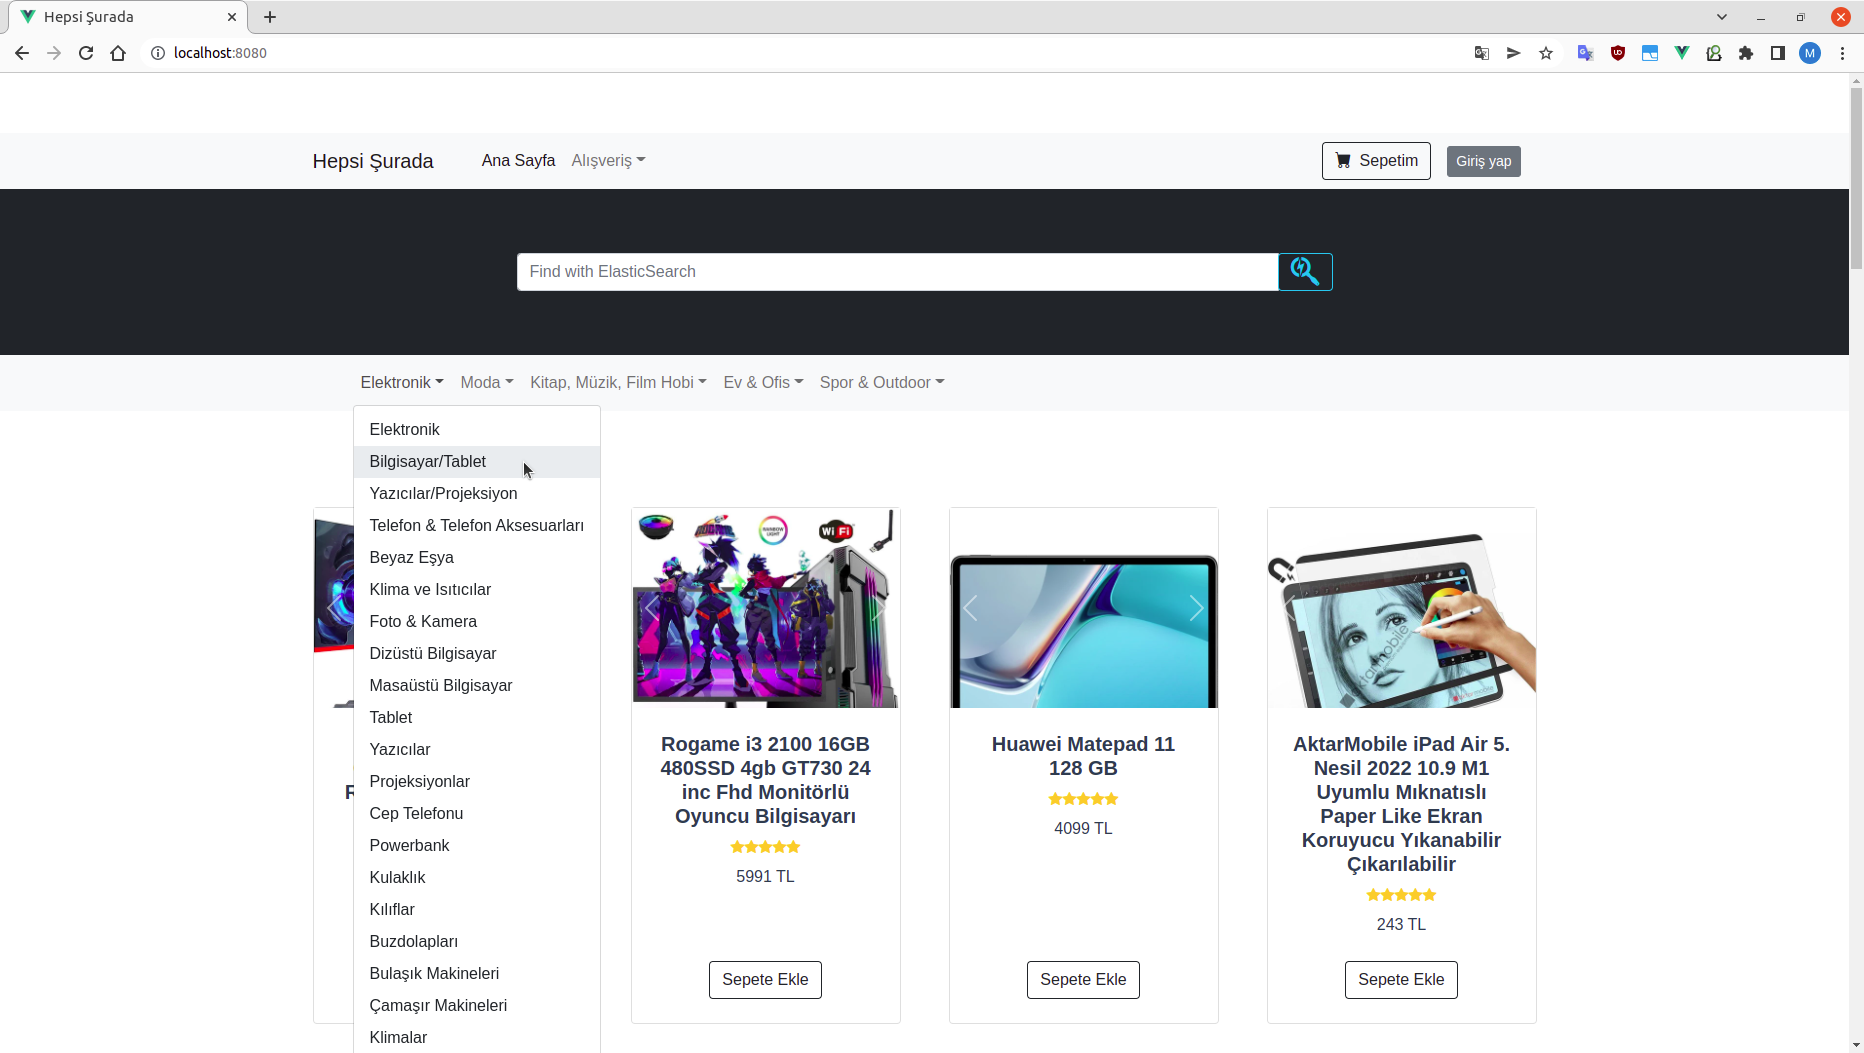 Hepsi Şurada
localhost:8080
M
Hepsi Şurada
Ana Sayfa
Alışveriş
Sepetim
Giriş yap
Find with ElasticSearch
Elektronik
Moda
Kitap, Müzik, Film Hobi
Ev & Ofis
Spor & Outdoor
Elektronik
Bilgisayar/Tablet
Yazıcılar/Projeksiyon
Telefon & Telefon Aksesuarları
Beyaz Eşya
Klima ve Isıtıcılar
Foto & Kamera
Dizüstü Bilgisayar
Masaüstü Bilgisayar
Tablet
Yazıcılar
Projeksiyonlar
Cep Telefonu
Powerbank
Kulaklık
Kılıflar
Buzdolapları
Bulaşık Makineleri
Çamaşır Makineleri
Klimalar
R
RAINBOW
LIGHT
WiFi
Rogame i3 2100 16GB
480SSD 4gb GT730 24
inc Fhd Monitörlü
Oyuncu Bilgisayarı
5991 TL
Sepete Ekle
Huawei Matepad 11
128 GB
4099 TL
Sepete Ekle
aktarmobile
aktarmobile
AktarMobile iPad Air 5.
Nesil 2022 10.9 M1
Uyumlu Mıknatıslı
Paper Like Ekran
Koruyucu Yıkanabilir
Çıkarılabilir
243 TL
Sepete Ekle